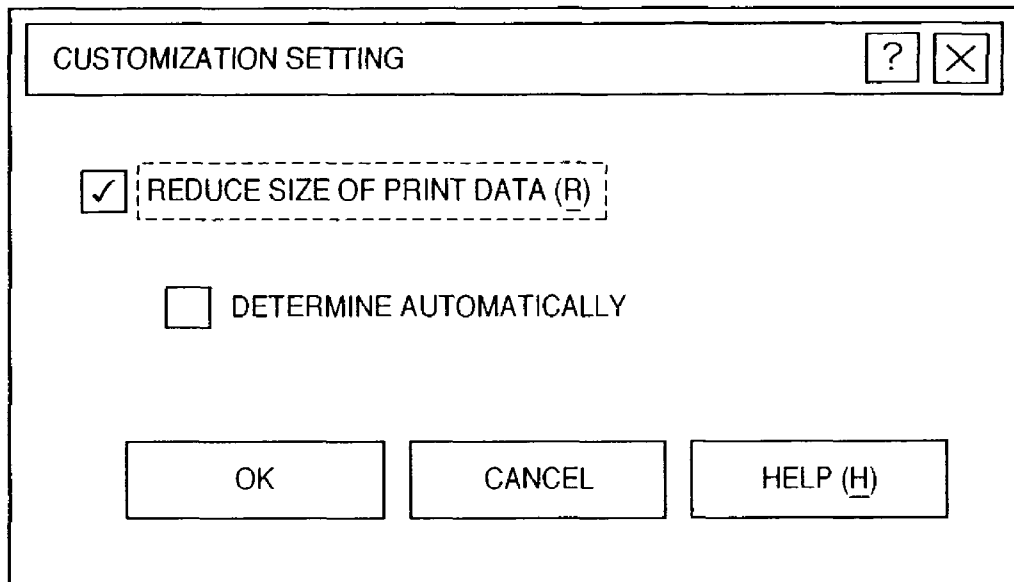 CUSTOMIZATION SETTING ? X
✓ REDUCE SIZE OF PRINT DATA (R)
DETERMINE AUTOMATICALLY
OK CANCEL HELP (H)